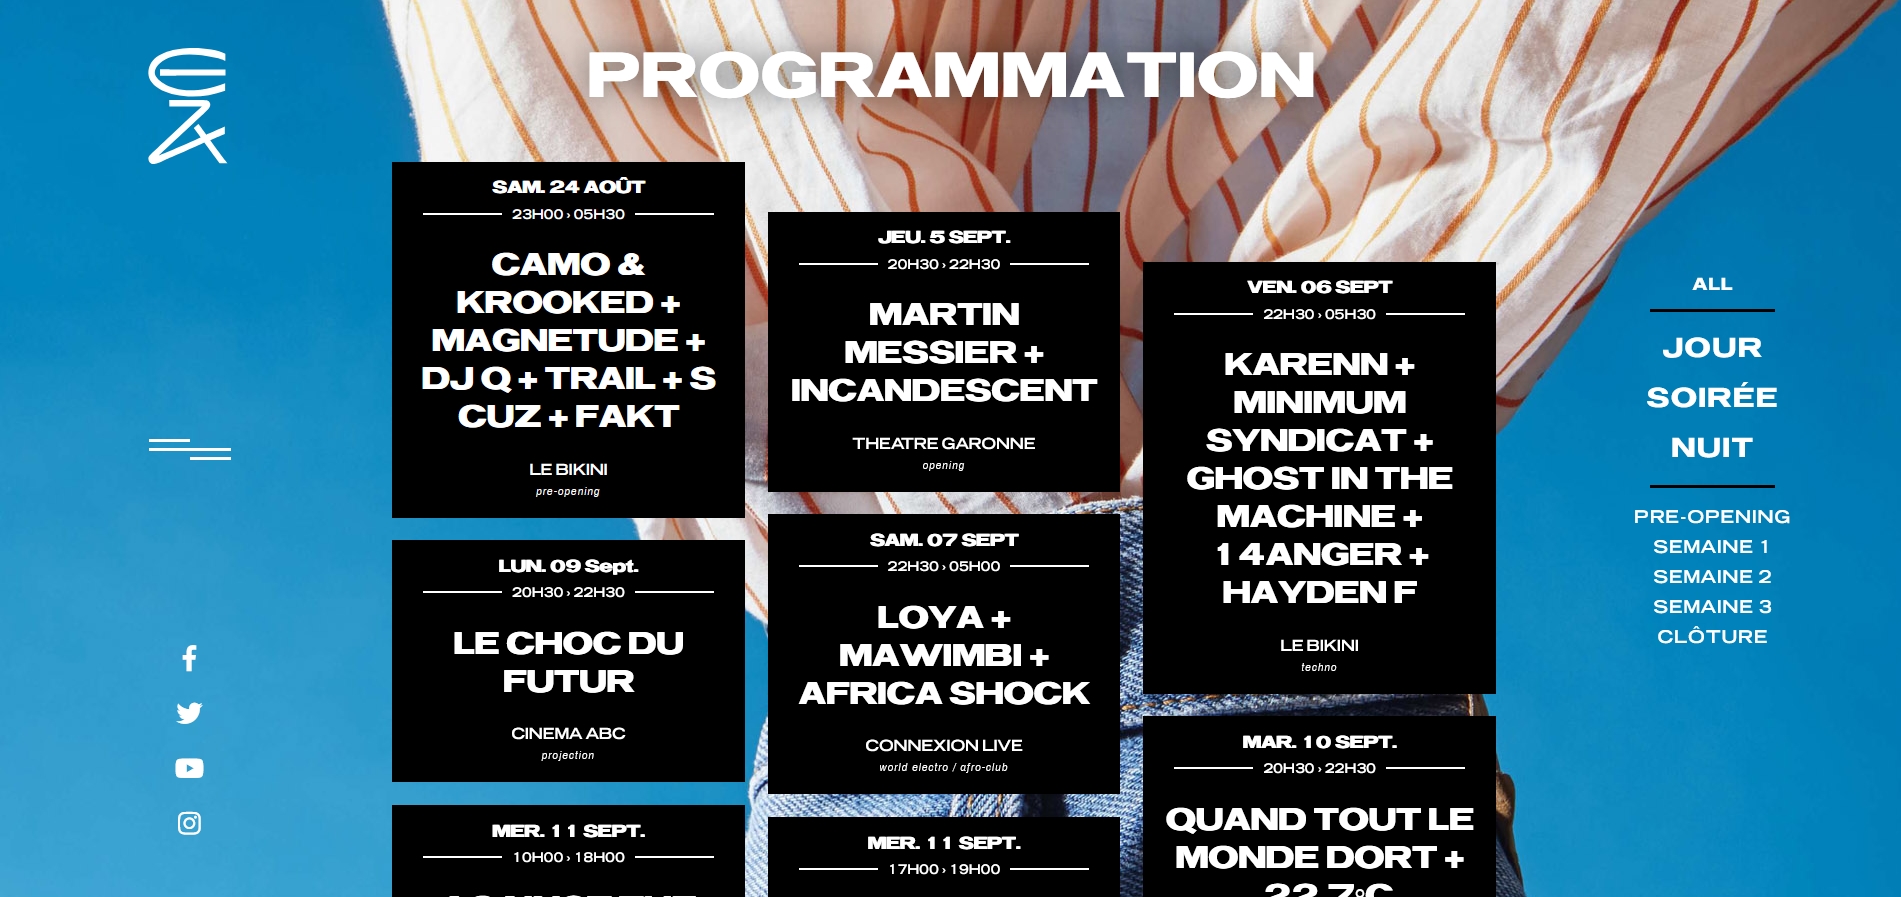 PROGRAMMATION
SAM. 24 AOÛT
23H00 › 05H30
CAMO &
KROOKED +
MAGNETUDE +
DJ Q + TRAIL + S
CUZ + FAKT
LE BIKINI
pre-opening
JEU. 5 SEPT.
20H30 › 22H30
MARTIN
MESSIER +
INCANDESCENT
THEATRE GARONNE
opening
VEN. 06 SEPT
22H30 › 05H30
KARENN +
MINIMUM
SYNDICAT +
GHOST IN THE
MACHINE +
14ANGER +
HAYDEN F
LE BIKINI
techno
LUN. 09 Sept.
20H30 › 22H30
LE CHOC DU
FUTUR
CINEMA ABC
projection
SAM. 07 SEPT
22H30 › 05H00
LOYA +
MAWIMBI +
AFRICA SHOCK
CONNEXION LIVE
world electro / afro-club
MAR. 10 SEPT.
20H30 › 22H30
QUAND TOUT LE
MONDE DORT +
22,7°C
MER. 11 SEPT.
10H00 › 18H00
MER. 11 SEPT.
17H00 › 19H00
ALL
JOUR
SOIRÉE
NUIT
PRE-OPENING
SEMAINE 1
SEMAINE 2
SEMAINE 3
CLÔTURE